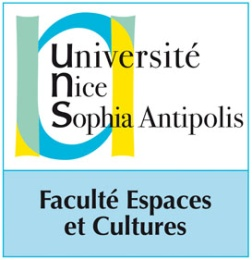 Université
Nice
Sophia Antipolis
Faculté Espaces
et Cultures